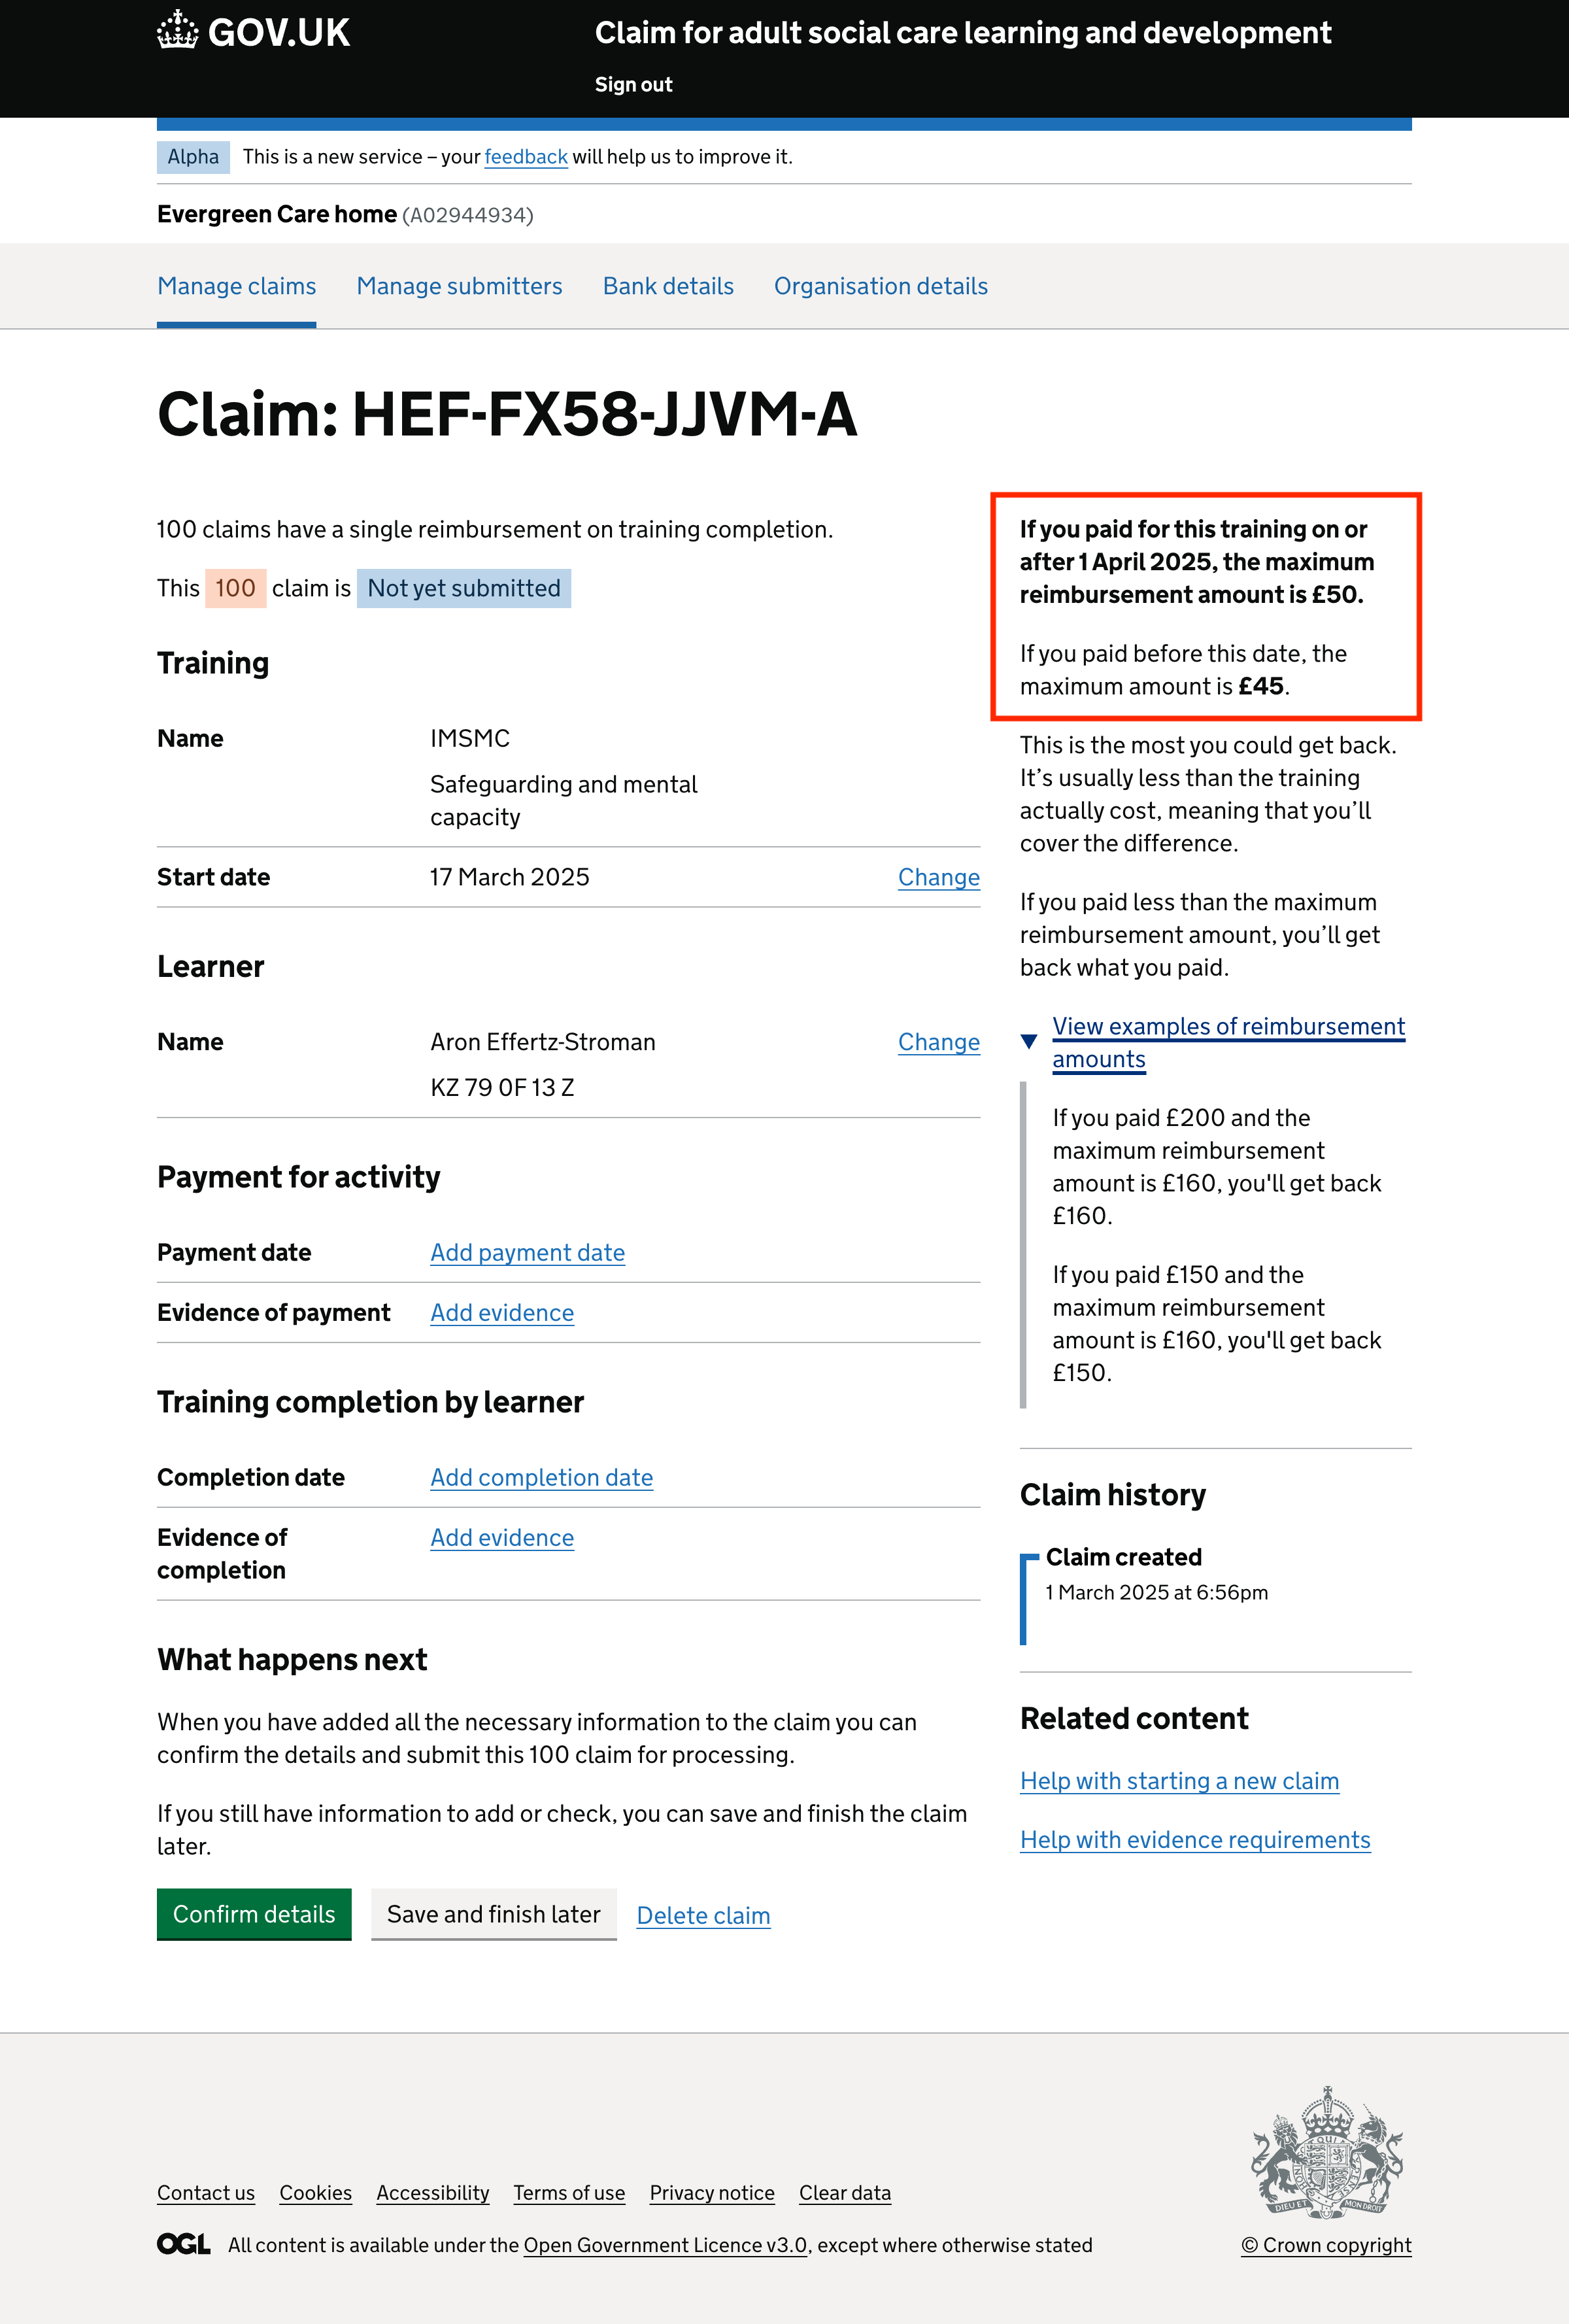 GOV.UK
Claim for adult social care learning and development
Sign out
Alpha This is a new service – your feedback will help us to improve it.
Evergreen Care home (A02944934)
Manage claims Manage submitters Bank details Organisation details
Claim: HEF-FX58-JJVM-A
100 claims have a single reimbursement on training completion.
This 100 claim is Not yet submitted
Training
Name IMSMC
Safeguarding and mental
capacity
Start date 17 March 2025 Change
Learner
Name Aron Effertz-Stroman Change
KZ 79 0F 13 Z
Payment for activity
Payment date Add payment date
Evidence of payment Add evidence
Training completion by learner
Completion date Add completion date
Evidence of Add evidence
completion
What happens next
When you have added all the necessary information to the claim you can
confirm the details and submit this 100 claim for processing.
If you still have information to add or check, you can save and finish the claim
later.
Confirm details Save and finish later Delete claim
If you paid for this training on or
after 1 April 2025, the maximum
reimbursement amount is £50.
If you paid before this date, the
maximum amount is £45.
This is the most you could get back.
It’s usually less than the training
actually cost, meaning that you’ll
cover the difference.
If you paid less than the maximum
reimbursement amount, you’ll get
back what you paid.
View examples of reimbursement
amounts
If you paid £200 and the
maximum reimbursement
amount is £160, you'll get back
£160.
If you paid £150 and the
maximum reimbursement
amount is £160, you'll get back
£150.
Claim history
Claim created
1 March 2025 at 6:56pm
Related content
Help with starting a new claim
Help with evidence requirements
Contact us Cookies Accessibility Terms of use Privacy notice Clear data
OGL All content is available under the Open Government Licence v3.0, except where otherwise stated
DIEU ET MON DROIT
© Crown copyright